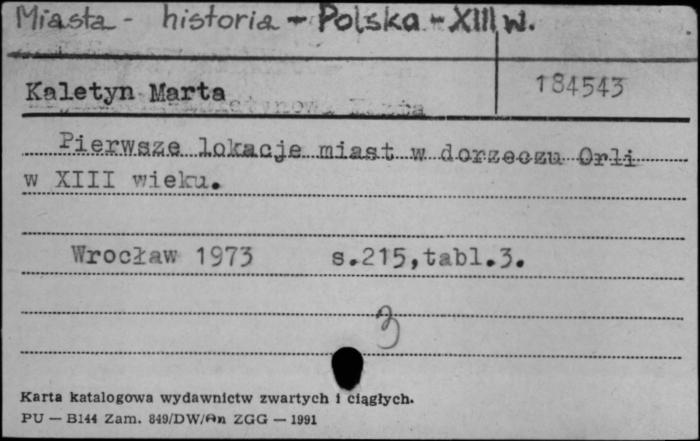 Miasta - historia - Polska - XIII w.
Kaletyn Marta
184543
Pierwsze lokacje miast w dorzeczu Orli
w XIII wieku.
Wrocław 1973 s.215,tabl.3.
3
Karta katalogowa wydawnictw zwartych i ciągłych.
PU — B144 Zam. 849/DW/An ZGG — 1991